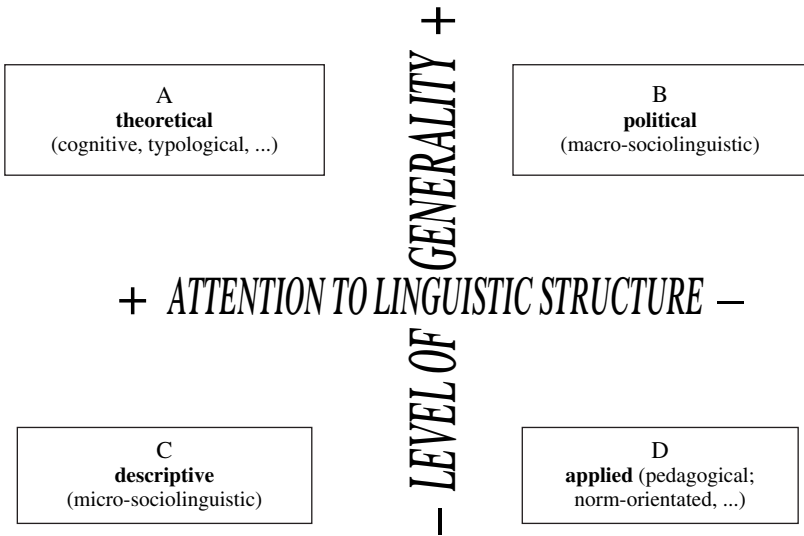 +
A
theoretical
(cognitive, typological, ...)
B
political
(macro-sociolinguistic)
+ ATTENTION TO LINGUISTIC STRUCTURE –
LEVEL OF GENERALITY
C
descriptive
(micro-sociolinguistic)
D
applied (pedagogical;
norm-orientated, ...)
–